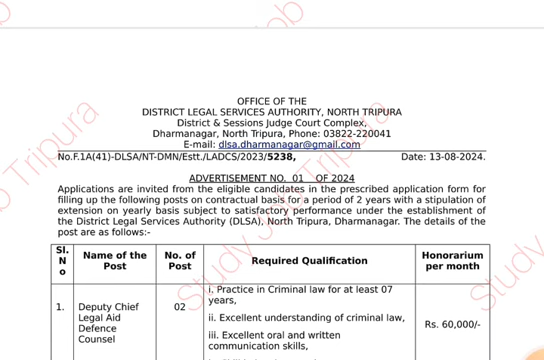 OFFICE OF THE
DISTRICT LEGAL SERVICES AUTHORITY, NORTH TRIPURA
District & Sessions Judge Court Complex,
Dharmanagar, North Tripura, Phone: 03822-220041
E-mail: dlsa.dharmanagar@gmail.com
No.F.1A(41)-DLSA/NT-DMN/Estt./LADCS/2023/5238, Date: 13-08-2024.
ADVERTISEMENT NO. 01 OF 2024
Applications are invited from the eligible candidates in the prescribed application form for
filling up the following posts on contractual basis for a period of 2 years with a stipulation of
extension on yearly basis subject to satisfactory performance under the establishment of
the District Legal Services Authority (DLSA), North Tripura, Dharmanagar. The details of the
post are as follows:-
Sl.
N
o
Name of the
Post
No. of
Post
Required Qualification
Honorarium
per month
1.
Deputy Chief
Legal Aid
Defence
Counsel
02
i. Practice in Criminal law for at least 07
years,
ii. Excellent understanding of criminal law,
iii. Excellent oral and written
communication skills,
Rs. 60,000/-
Study Job Tripura